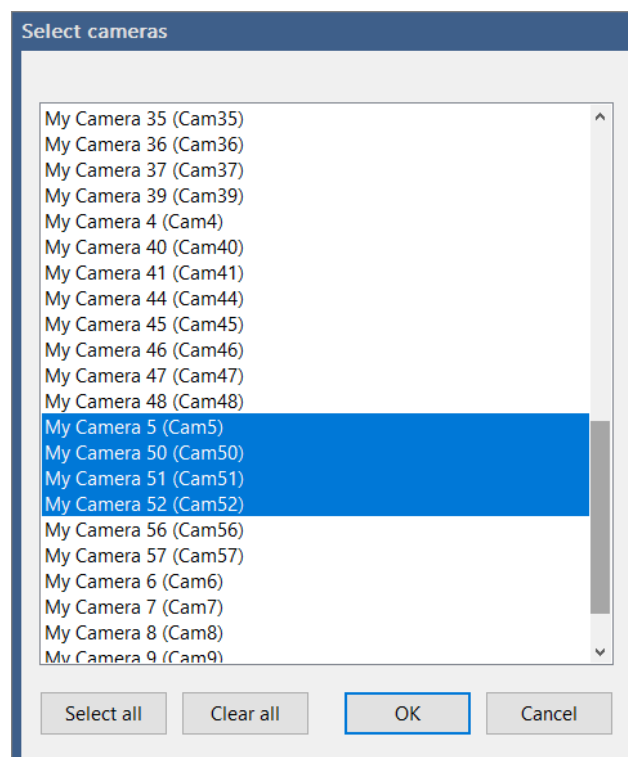 Select cameras
My Camera 35 (Cam35)
My Camera 36 (Cam36)
My Camera 37 (Cam37)
My Camera 39 (Cam39)
My Camera 4 (Cam4)
My Camera 40 (Cam40)
My Camera 41 (Cam41)
My Camera 44 (Cam44)
My Camera 45 (Cam45)
My Camera 46 (Cam46)
My Camera 47 (Cam47)
My Camera 48 (Cam48)
My Camera 5 (Cam5)
My Camera 50 (Cam50)
My Camera 51 (Cam51)
My Camera 52 (Cam52)
My Camera 56 (Cam56)
My Camera 57 (Cam57)
My Camera 6 (Cam6)
My Camera 7 (Cam7)
My Camera 8 (Cam8)
My Camera 9 (Cam9)
Select all Clear all OK Cancel